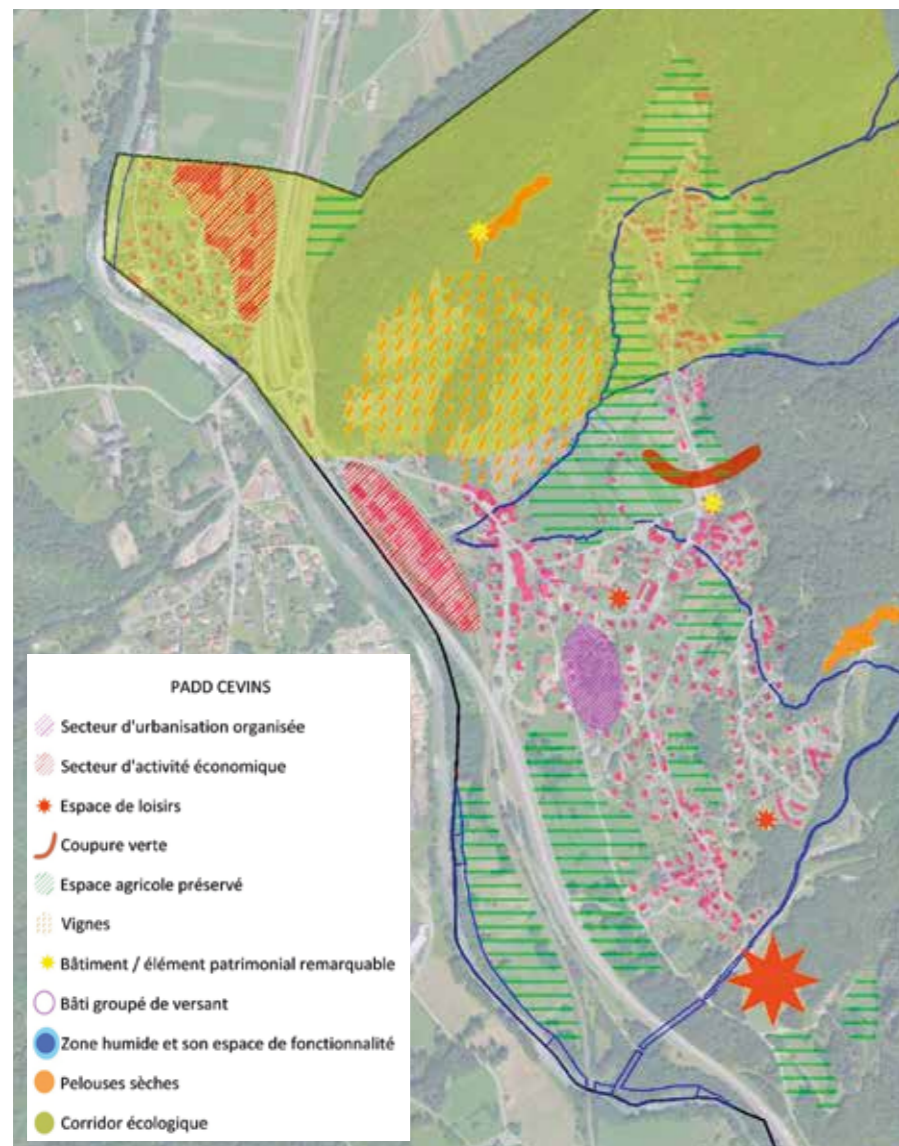 PADD CEVINS
Secteur d'urbanisation organisée
Secteur d'activité économique
Espace de loisirs
Coupure verte
Espace agricole préservé
Vignes
Bâtiment / élément patrimonial remarquable
Bâti groupé de versant
Zone humide et son espace de fonctionnalité
Pelouses sèches
Corridor écologique